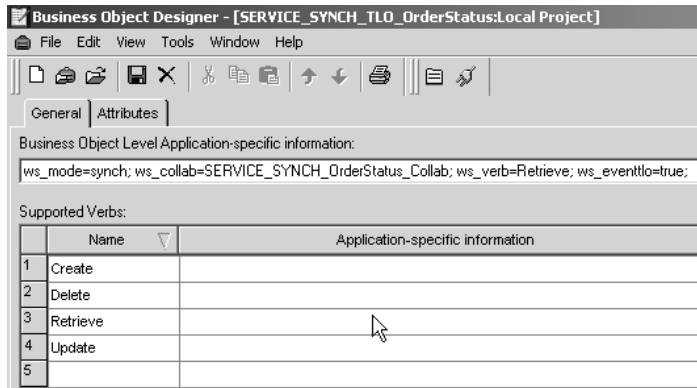 Business Object Designer - [SERVICE_SYNCH_TLO_OrderStatus:Local Project]
File Edit View Tools Window Help
General Attributes
Business Object Level Application-specific information:
ws_mode=synch; ws_collab=SERVICE_SYNCH_OrderStatus_Collab; ws_verb=Retrieve; ws_eventtlo=true;
Supported Verbs:
Name Application-specific information
1 Create
2 Delete
3 Retrieve
4 Update
5